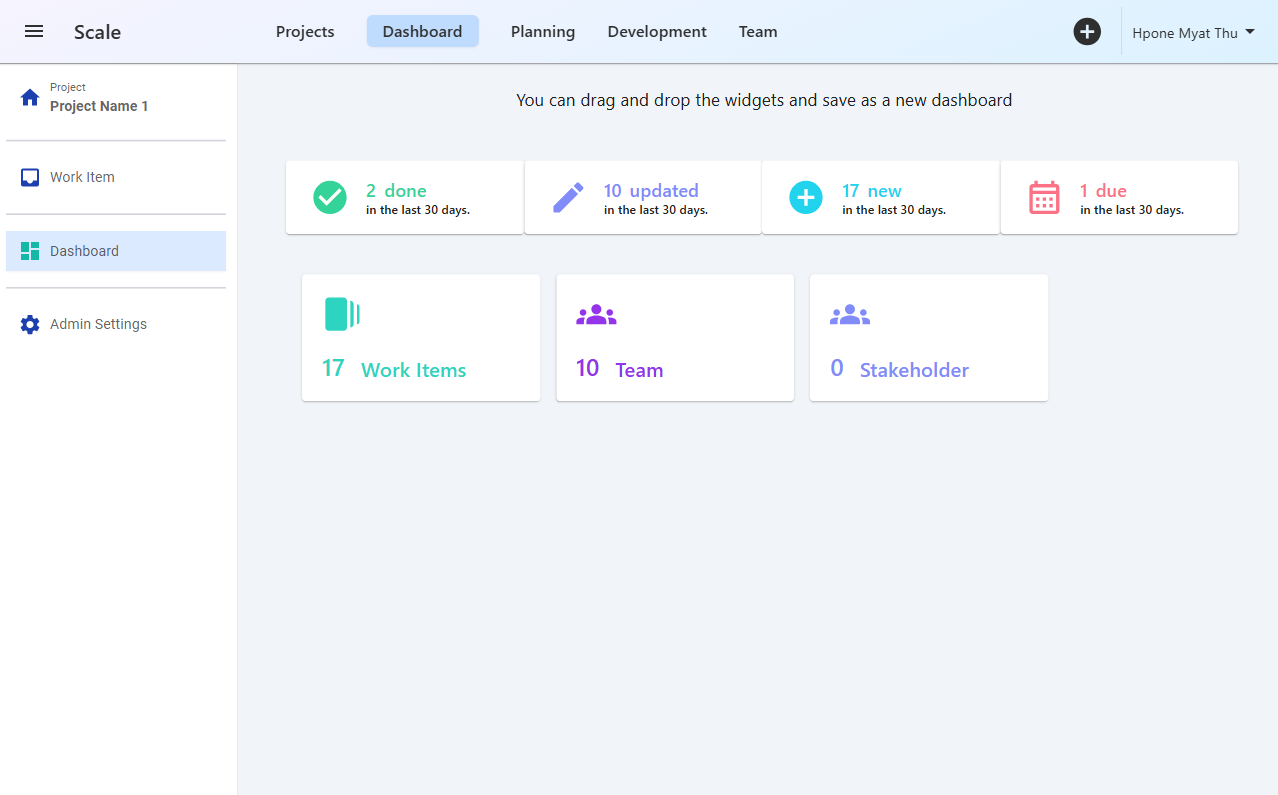 Scale
Projects
Dashboard
Planning
Development
Team
Hpone Myat Thu
Project
Project Name 1
Work Item
Dashboard
Admin Settings
You can drag and drop the widgets and save as a new dashboard
2 done
in the last 30 days.
10 updated
in the last 30 days.
17 new
in the last 30 days.
1 due
in the last 30 days.
17 Work Items
10 Team
0 Stakeholder